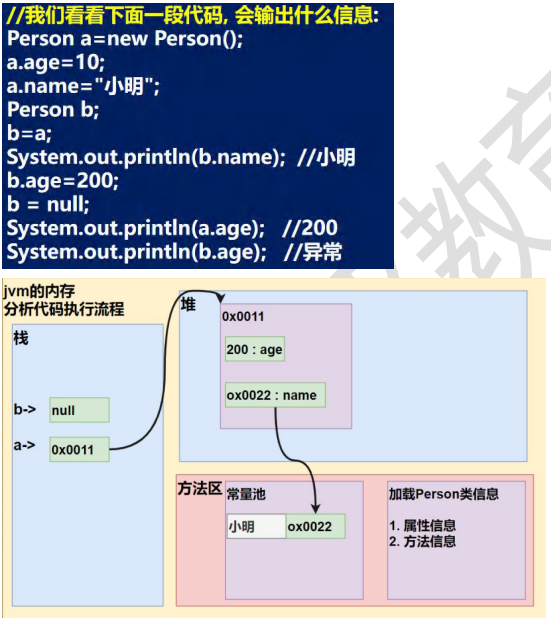 //我们看看下面一段代码, 会输出什么信息:
Person a=new Person();
a.age=10;
a.name="小明";
Person b;
b=a;
System.out.println(b.name); //小明
b.age=200;
b = null;
System.out.println(a.age); //200
System.out.println(b.age); //异常
jvm的内存
分析代码执行流程
栈
b-> null
a-> 0x0011
堆
0x0011
200 : age
ox0022 : name
方法区
常量池
小明 ox0022
加载Person类信息
1. 属性信息
2. 方法信息